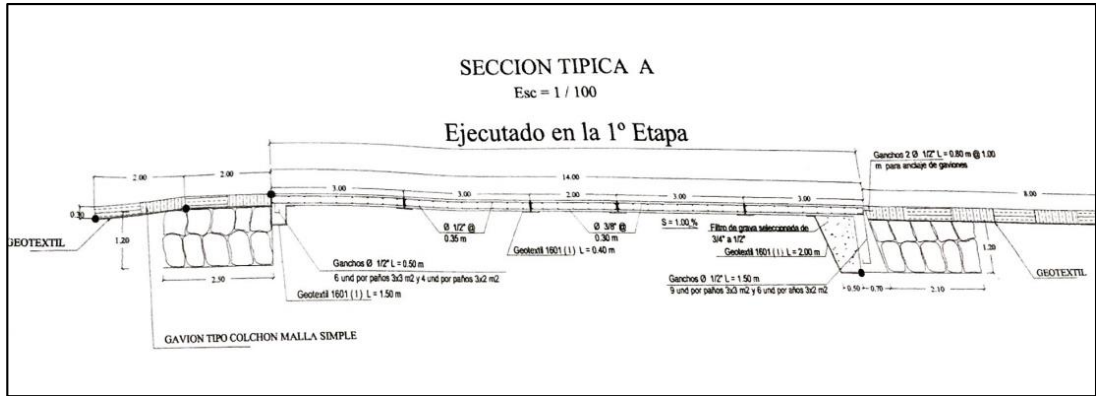 SECCION TIPICA A
Esc = 1 / 100
Ejecutado en la 1º Etapa
Ganchos 2 Ø 1/2" L = 0.80 m @ 1.00
m para anclaje de gaviones
14.00
2.00
2.00
3.00
3.00
2.00
3.00
3.00
8.00
0.30
GEOTEXTIL
1.20
2.50
Ø 1/2" @
0.35 m
Ø 3/8" @
0.30 m
S = 1.00 %
Geotextil 1601 ( 1 ) L = 0.40 m
Filtro de grava seleccionada de
3/4" a 1/2"
Geotextil 1601 ( 1 ) L = 2.00 m
Ganchos Ø 1/2" L = 0.50 m
6 und por paños 3x3 m2 y 4 und por paños 3x2 m2
Geotextil 1601 ( 1 ) L = 1.50 m
Ganchos Ø 1/2" L = 1.50 m
9 und por paños 3x3 m2 y 6 und por años 3x2 m2
1.20
GEOTEXTIL
0.50
0.70
2.10
GAVION TIPO COLCHON MALLA SIMPLE